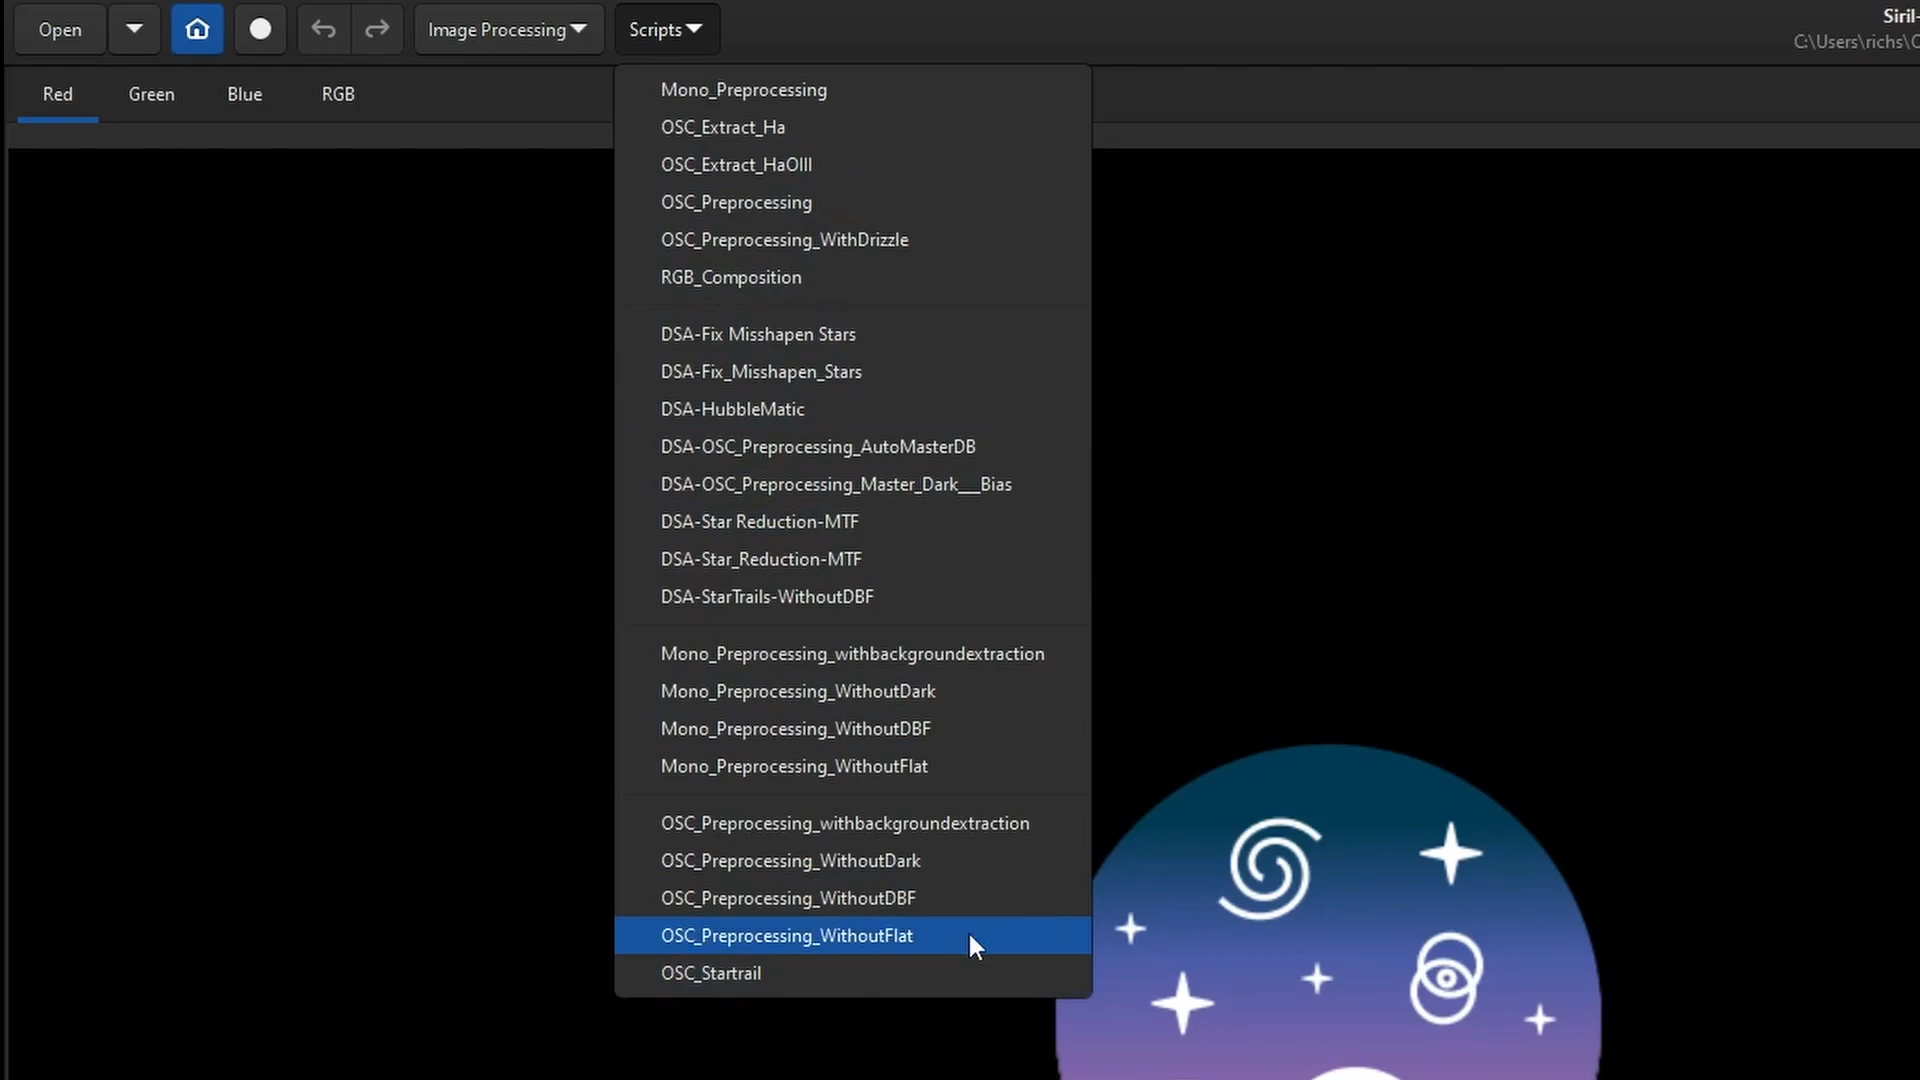 Open
Image Processing
Scripts
Siril-
C:\Users\richs\O
Red
Green
Blue
RGB
Mono_Preprocessing
OSC_Extract_Ha
OSC_Extract_HaOIII
OSC_Preprocessing
OSC_Preprocessing_WithDrizzle
RGB_Composition
DSA-Fix Misshapen Stars
DSA-Fix_Misshapen_Stars
DSA-HubbleMatic
DSA-OSC_Preprocessing_AutoMasterDB
DSA-OSC_Preprocessing_Master_Dark___Bias
DSA-Star Reduction-MTF
DSA-Star_Reduction-MTF
DSA-StarTrails-WithoutDBF
Mono_Preprocessing_withbackgroundextraction
Mono_Preprocessing_WithoutDark
Mono_Preprocessing_WithoutDBF
Mono_Preprocessing_WithoutFlat
OSC_Preprocessing_withbackgroundextraction
OSC_Preprocessing_WithoutDark
OSC_Preprocessing_WithoutDBF
OSC_Preprocessing_WithoutFlat
OSC_Startrail